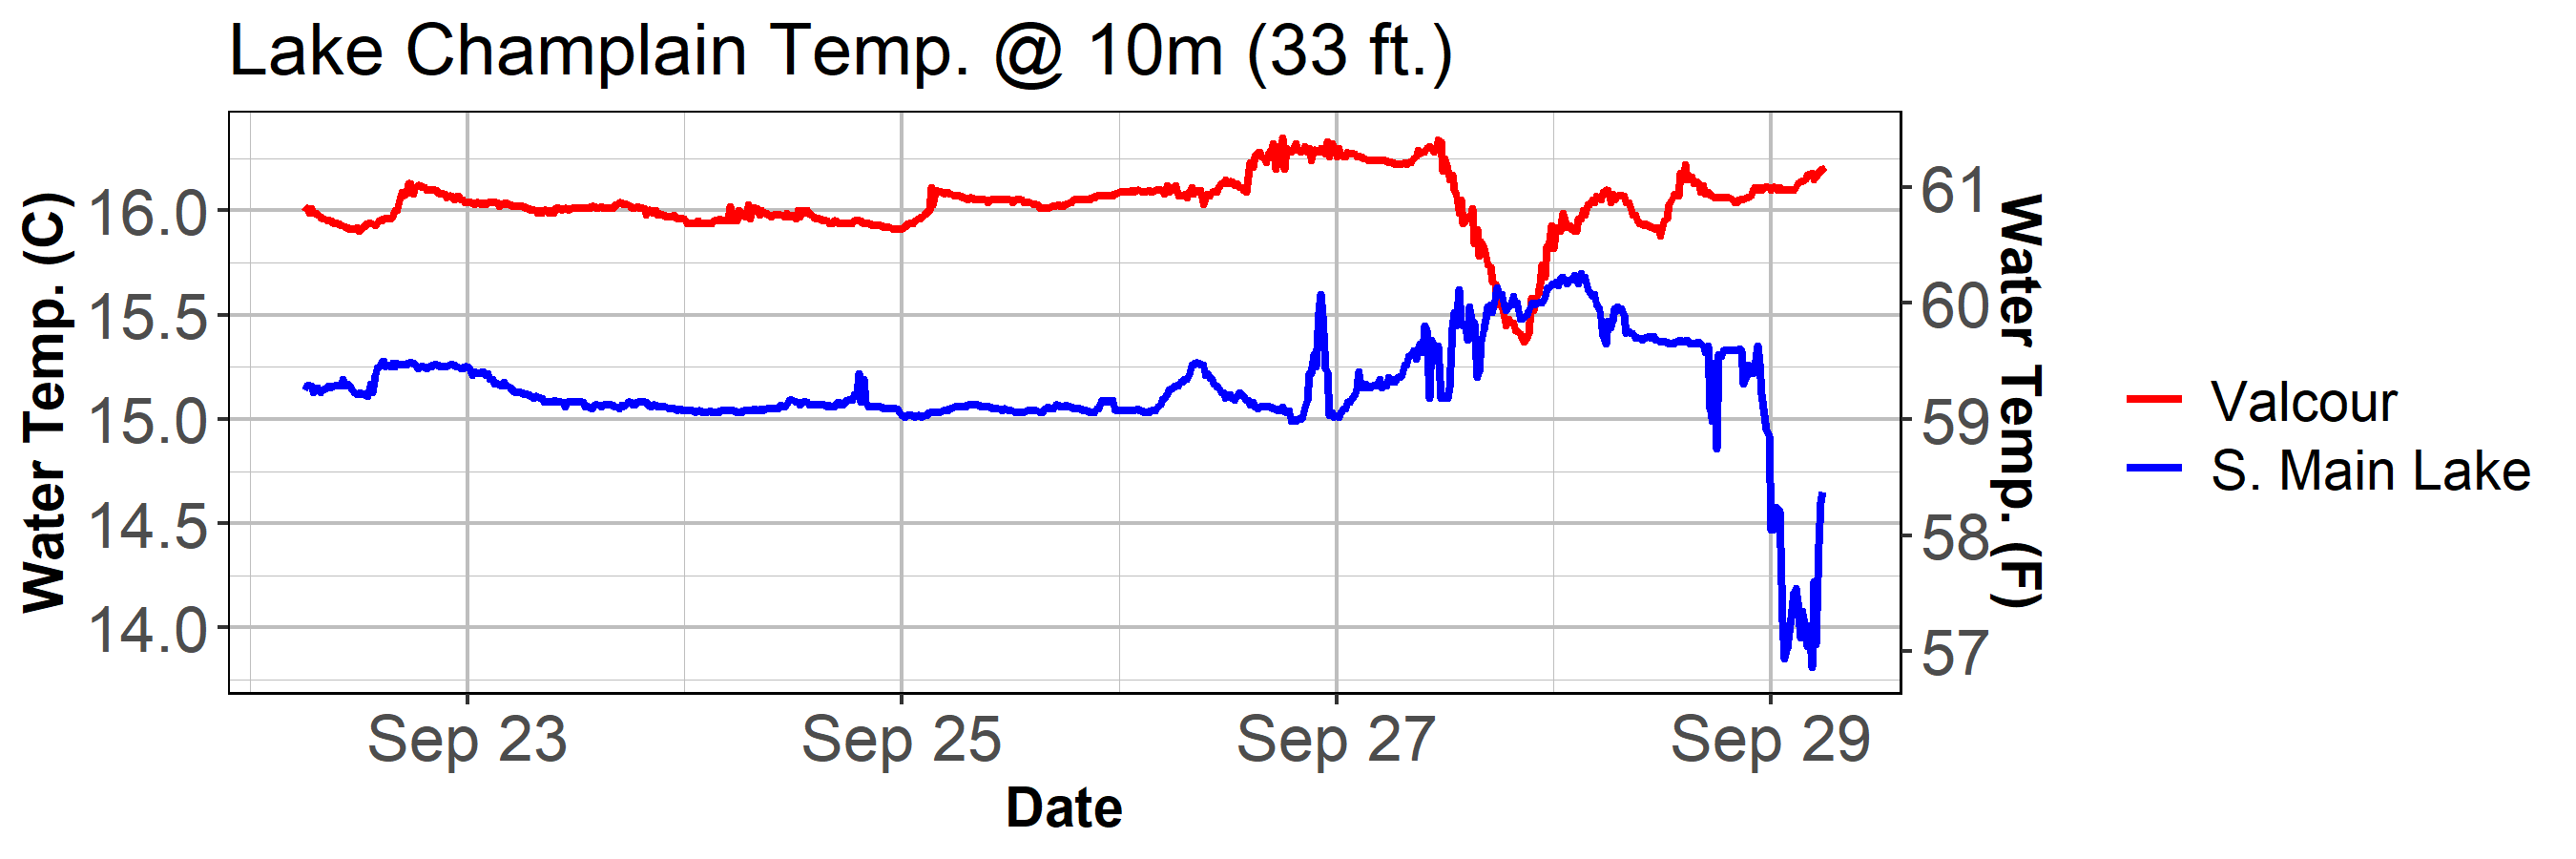 Lake Champlain Temp. @ 10m (33 ft.)
Water Temp. (C)
16.0
15.5
15.0
14.5
14.0
61
60
59
58
57
Water Temp. (F)
Sep 23
Sep 25
Sep 27
Sep 29
Date
Valcour
S. Main Lake